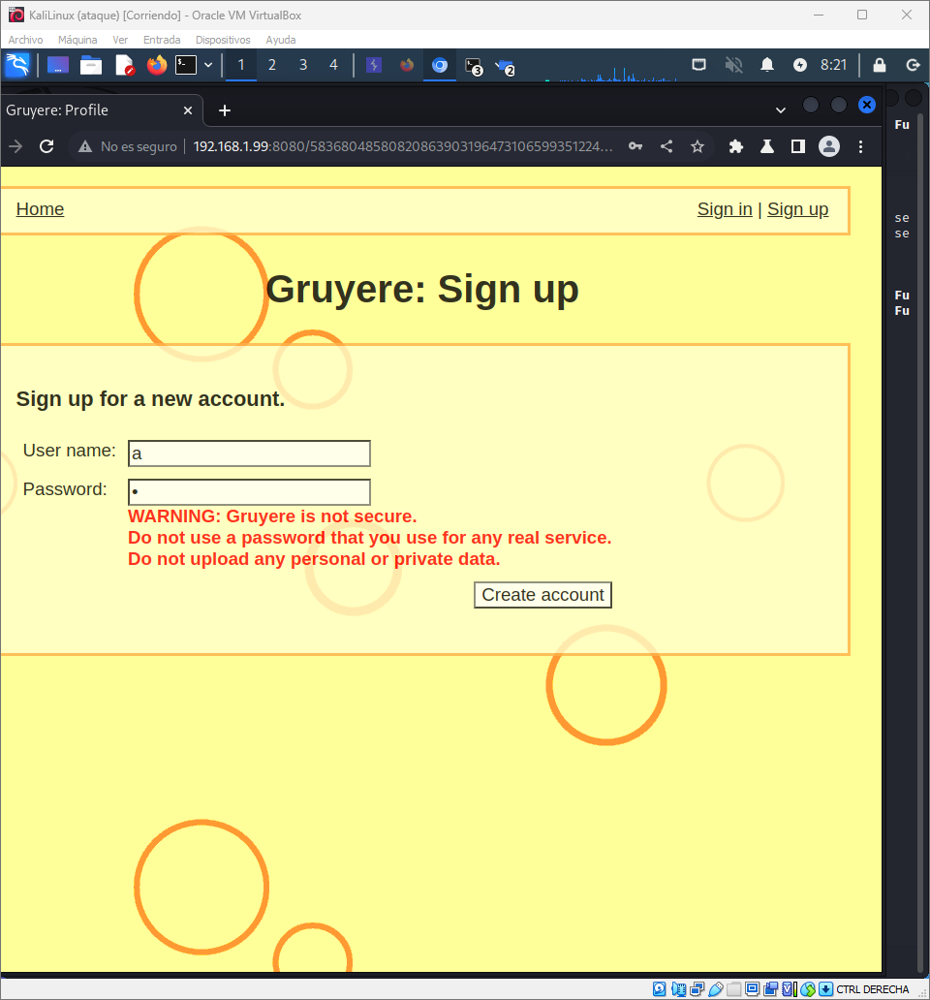 KaliLinux (ataque) [Corriendo] - Oracle VM VirtualBox
Archivo Máquina Ver Entrada Dispositivos Ayuda
1 2 3 4 3 2 8:21
Gruyere: Profile
Fu
No es seguro 192.168.1.99:8080/583680485808208639031964731065993512​24...
Home Sign in | Sign up
se
se
Gruyere: Sign up
Fu
Fu
Sign up for a new account.
User name: a
Password: •
WARNING: Gruyere is not secure.
Do not use a password that you use for any real service.
Do not upload any personal or private data.
Create account
CTRL DERECHA